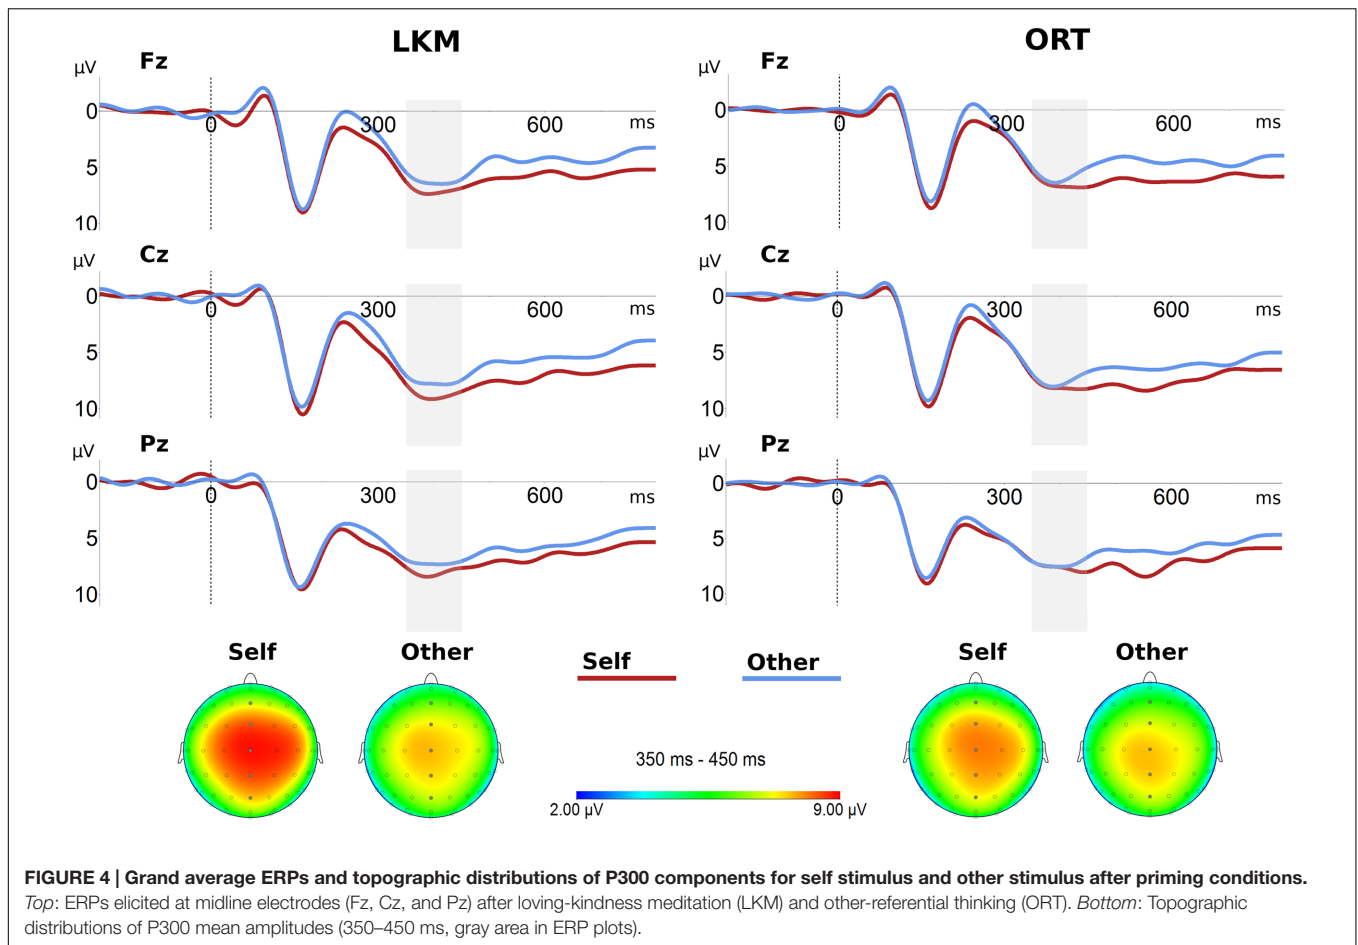 LKM
ORT
Fz
Fz
µV
µV
0
0
5
5
10
10
0
300
600
ms
0
300
600
ms
Cz
Cz
µV
µV
0
0
5
5
10
10
0
300
600
ms
0
300
600
ms
Pz
Pz
µV
µV
0
0
5
5
10
10
0
300
600
ms
0
300
600
ms
Self
Other
Self
Other
Self
Other
350 ms - 450 ms
2.00 µV
9.00 µV
FIGURE 4 | Grand average ERPs and topographic distributions of P300 components for self stimulus and other stimulus after priming conditions.
Top: ERPs elicited at midline electrodes (Fz, Cz, and Pz) after loving-kindness meditation (LKM) and other-referential thinking (ORT). Bottom: Topographic
distributions of P300 mean amplitudes (350–450 ms, gray area in ERP plots).